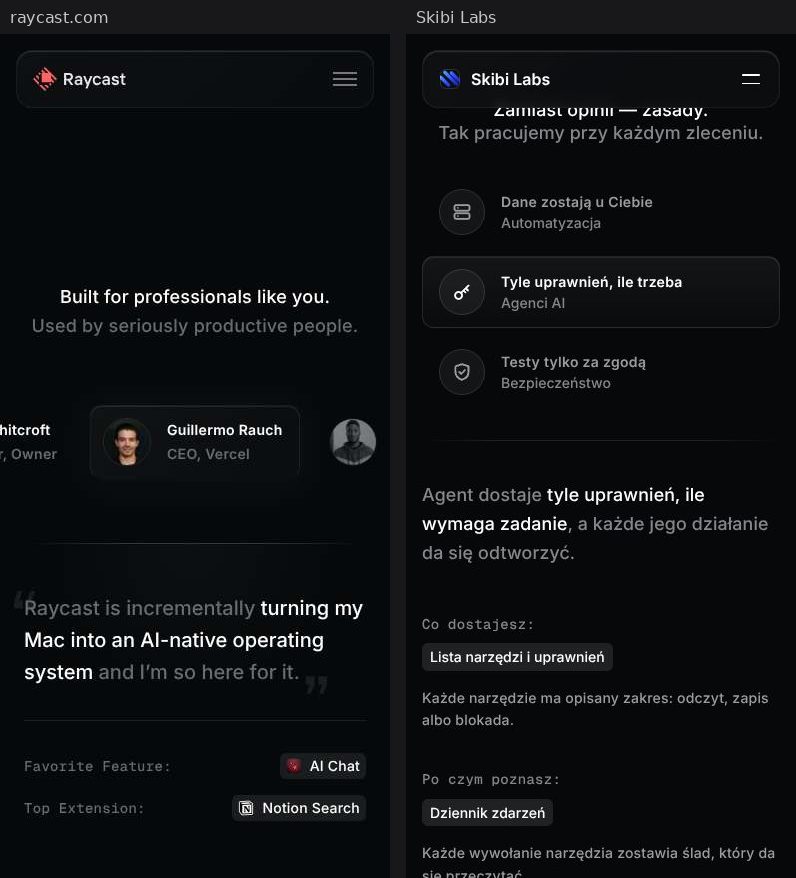 raycast.com
Raycast
Built for professionals like you.
Used by seriously productive people.
hitcroft
r, Owner
Guillermo Rauch
CEO, Vercel
“Raycast is incrementally turning my
Mac into an AI-native operating
system and I’m so here for it. ”
Favorite Feature:
AI Chat
Top Extension:
Notion Search
Skibi Labs
Skibi Labs
Zamiast opinii — zasady.
Tak pracujemy przy każdym zleceniu.
Dane zostają u Ciebie
Automatyzacja
Tyle uprawnień, ile trzeba
Agenci AI
Testy tylko za zgodą
Bezpieczeństwo
Agent dostaje tyle uprawnień, ile
wymaga zadanie, a każde jego działanie
da się odtworzyć.
Co dostajesz:
Lista narzędzi i uprawnień
Każde narzędzie ma opisany zakres: odczyt, zapis
albo blokada.
Po czym poznasz:
Dziennik zdarzeń
Każde wywołanie narzędzia zostawia ślad, który da
się przeczytać.